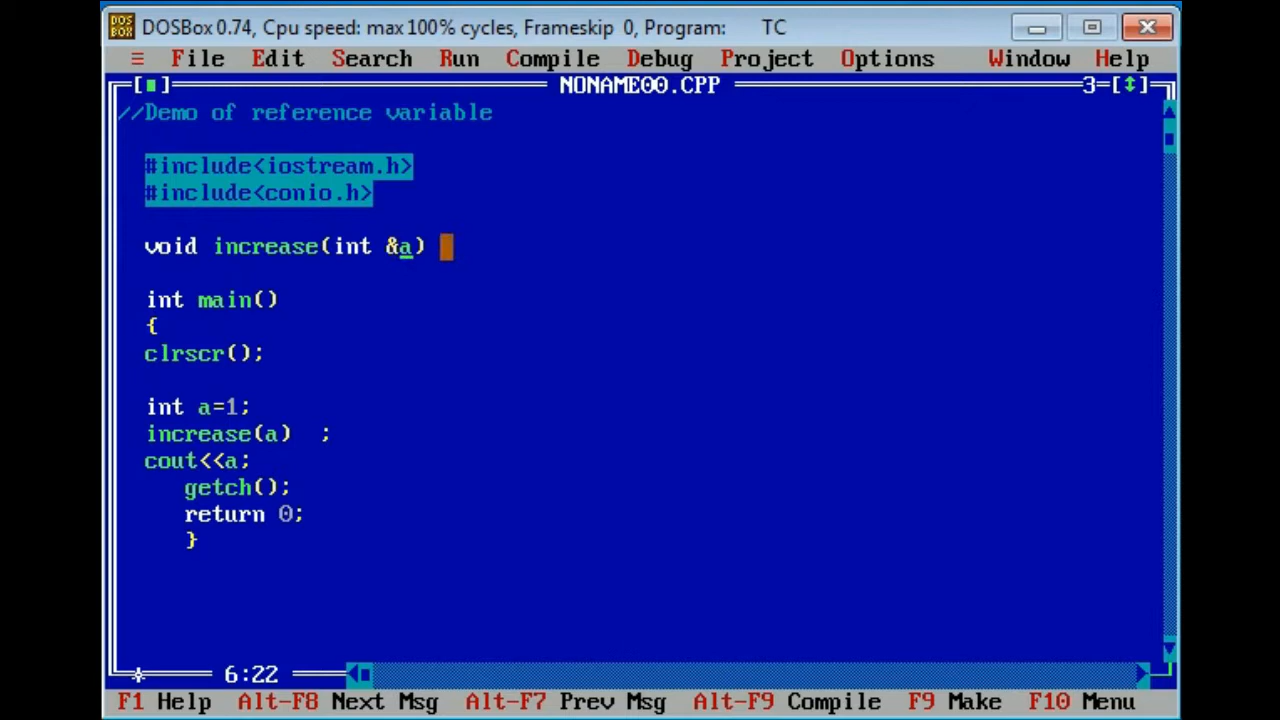 DOSBox 0.74, Cpu speed: max 100% cycles, Frameskip 0, Program: TC
≡ File Edit Search Run Compile Debug Project Options Window Help
NONAME00.CPP 3
//Demo of reference variable
#include<iostream.h>
#include<conio.h>
void increase(int &a)
int main()
{
clrscr();
int a=1;
increase(a) ;
cout<<a;
getch();
return 0;
}
6:22
F1 Help Alt-F8 Next Msg Alt-F7 Prev Msg Alt-F9 Compile F9 Make F10 Menu